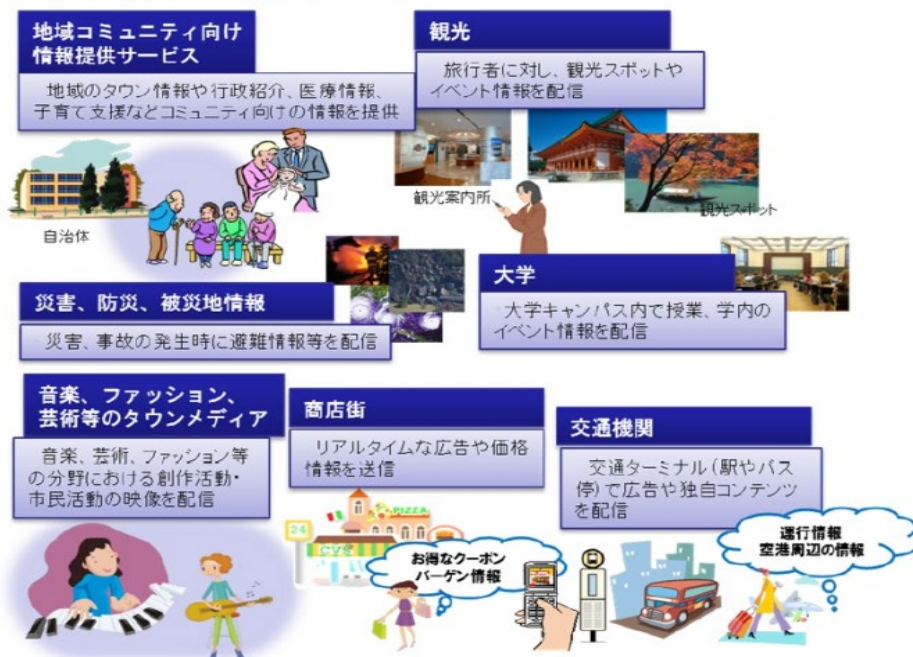 地域コミュニティ向け
情報提供サービス
地域のタウン情報や行政紹介、医療情報、
子育て支援などコミュニティ向けの情報を提供
自治体
観光
旅行者に対し、観光スポットや
イベント情報を配信
観光案内所
観光スポット
災害、防災、被災地情報
災害、事故の発生時に避難情報等を配信
大学
大学キャンパス内で授業、学内の
イベント情報を配信
音楽、ファッション、
芸術等のタウンメディア
音楽、芸術、ファッション等
の分野における創作活動・
市民活動の映像を配信
商店街
リアルタイムな広告や価格
情報を送信
24
PIZZA
CVS
お得なクーポン
バーゲン情報
交通機関
交通ターミナル（駅やバス
停）で広告や独自コンテンツ
を配信
運行情報
空港周辺の情報